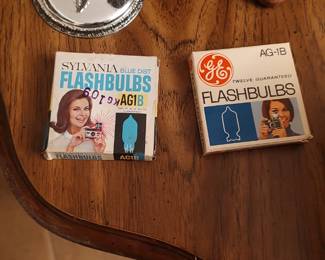 SYLVANIA
BLUE DOT
FLASHBULBS
AG1B
FLASHBULBS
AG1B
AG-1B
GE
TWELVE GUARANTEED
FLASHBULBS